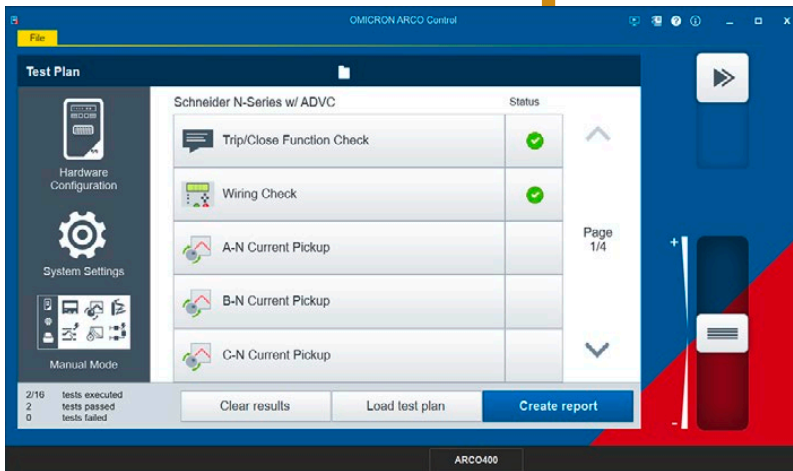 OMICRON ARCO Control
File
Test Plan
Schneider N-Series w/ ADVC
Status
Hardware
Configuration
System Settings
Manual Mode
Trip/Close Function Check
Wiring Check
A-N Current Pickup
B-N Current Pickup
C-N Current Pickup
Page
1/4
+
-
2/16 tests executed
2 tests passed
0 tests failed
Clear results
Load test plan
Create report
ARCO400